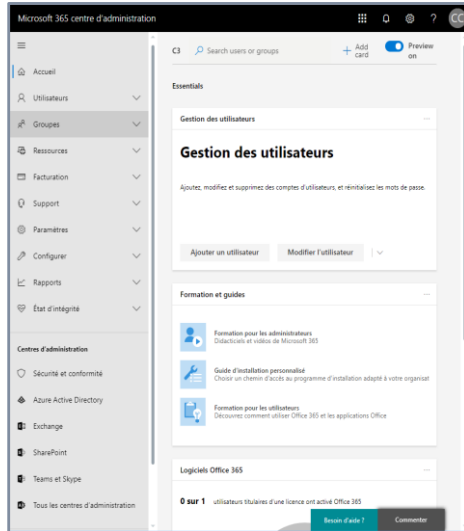 Microsoft 365 centre d'administration
?
CC
Accueil
Utilisateurs
Groupes
Ressources
Facturation
Support
Paramètres
Configurer
Rapports
État d'intégrité
Centres d'administration
Sécurité et conformité
Azure Active Directory
Exchange
SharePoint
Teams et Skype
Tous les centres d'administration
C3
Search users or groups
+ Add card
Preview on
Essentials
Gestion des utilisateurs
Gestion des utilisateurs
Ajoutez, modifiez et supprimez des comptes d'utilisateurs, et réinitialisez les mots de passe.
Ajouter un utilisateur
Modifier l'utilisateur
Formation et guides
Formation pour les administrateurs
Didacticiels et vidéos de Microsoft 365
Guide d'installation personnalisé
Choisir un chemin d'accès au programme d'installation adapté à votre organisat
Formation pour les utilisateurs
Découvrez comment utiliser Office 365 et les applications Office
Logiciels Office 365
0 sur 1 utilisateurs titulaires d'une licence ont activé Office 365
Besoin d'aide ?
Commenter